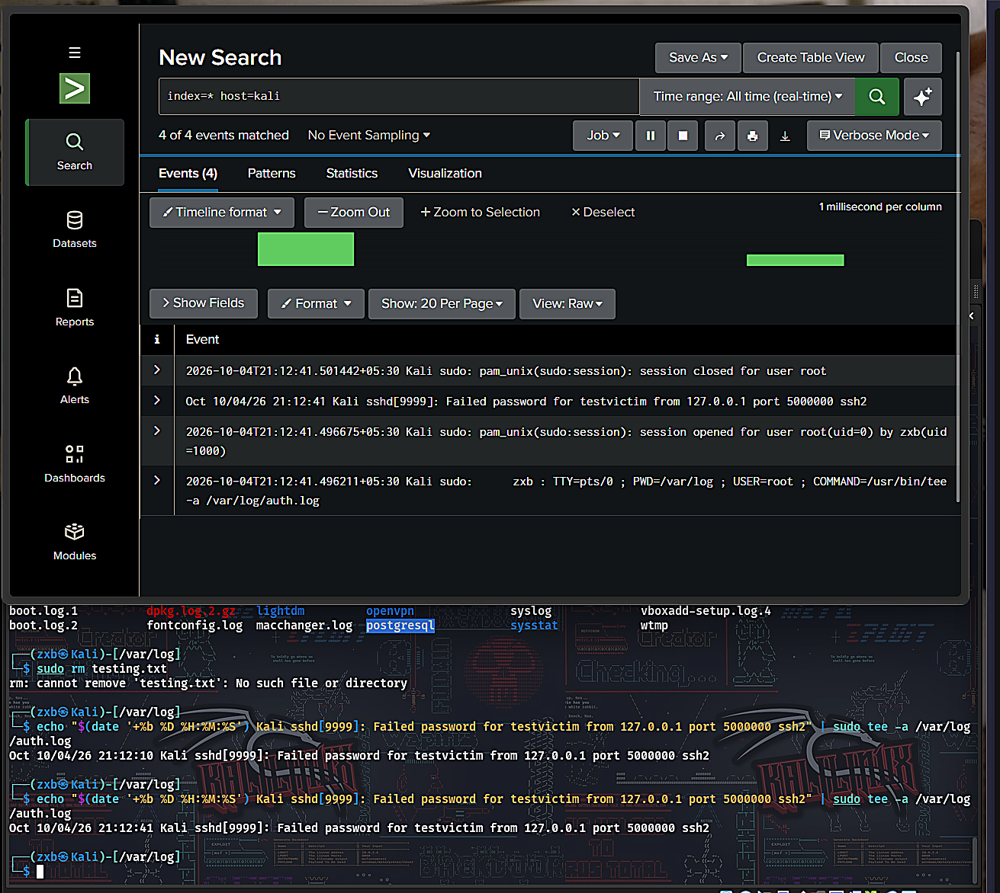 New Search
Save As
Create Table View
Close
index=* host=kali
Time range: All time (real-time)
4 of 4 events matched
No Event Sampling
Job
Verbose Mode
Search
Datasets
Reports
Alerts
Dashboards
Modules
Events (4)
Patterns
Statistics
Visualization
Timeline format
— Zoom Out
+ Zoom to Selection
× Deselect
1 millisecond per column
> Show Fields
Format
Show: 20 Per Page
View: Raw
i
Event
2026-10-04T21:12:41.501442+05:30 Kali sudo: pam_unix(sudo:session): session closed for user root
Oct 10/04/26 21:12:41 Kali sshd[9999]: Failed password for testvictim from 127.0.0.1 port 5000000 ssh2
2026-10-04T21:12:41.496675+05:30 Kali sudo: pam_unix(sudo:session): session opened for user root(uid=0) by zxb(uid
=1000)
2026-10-04T21:12:41.496211+05:30 Kali sudo:      zxb : TTY=pts/0 ; PWD=/var/log ; USER=root ; COMMAND=/usr/bin/tee
-a /var/log/auth.log
boot.log.1 dpkg.log.2.gz lightdm openvpn syslog vboxadd-setup.log.4
boot.log.2 fontconfig.log macchanger.log postgresql sysstat wtmp
┌──(zxb㉿Kali)-[/var/log]
└─$ sudo rm testing.txt
rm: cannot remove 'testing.txt': No such file or directory
┌──(zxb㉿Kali)-[/var/log]
└─$ echo "$(date '+%b %D %H:%M:%S') Kali sshd[9999]: Failed password for testvictim from 127.0.0.1 port 5000000 ssh2" | sudo tee -a /var/log
/auth.log
Oct 10/04/26 21:12:10 Kali sshd[9999]: Failed password for testvictim from 127.0.0.1 port 5000000 ssh2
┌──(zxb㉿Kali)-[/var/log]
└─$ echo "$(date '+%b %D %H:%M:%S') Kali sshd[9999]: Failed password for testvictim from 127.0.0.1 port 5000000 ssh2" | sudo tee -a /var/log
/auth.log
Oct 10/04/26 21:12:41 Kali sshd[9999]: Failed password for testvictim from 127.0.0.1 port 5000000 ssh2
┌──(zxb㉿Kali)-[/var/log]
└─$